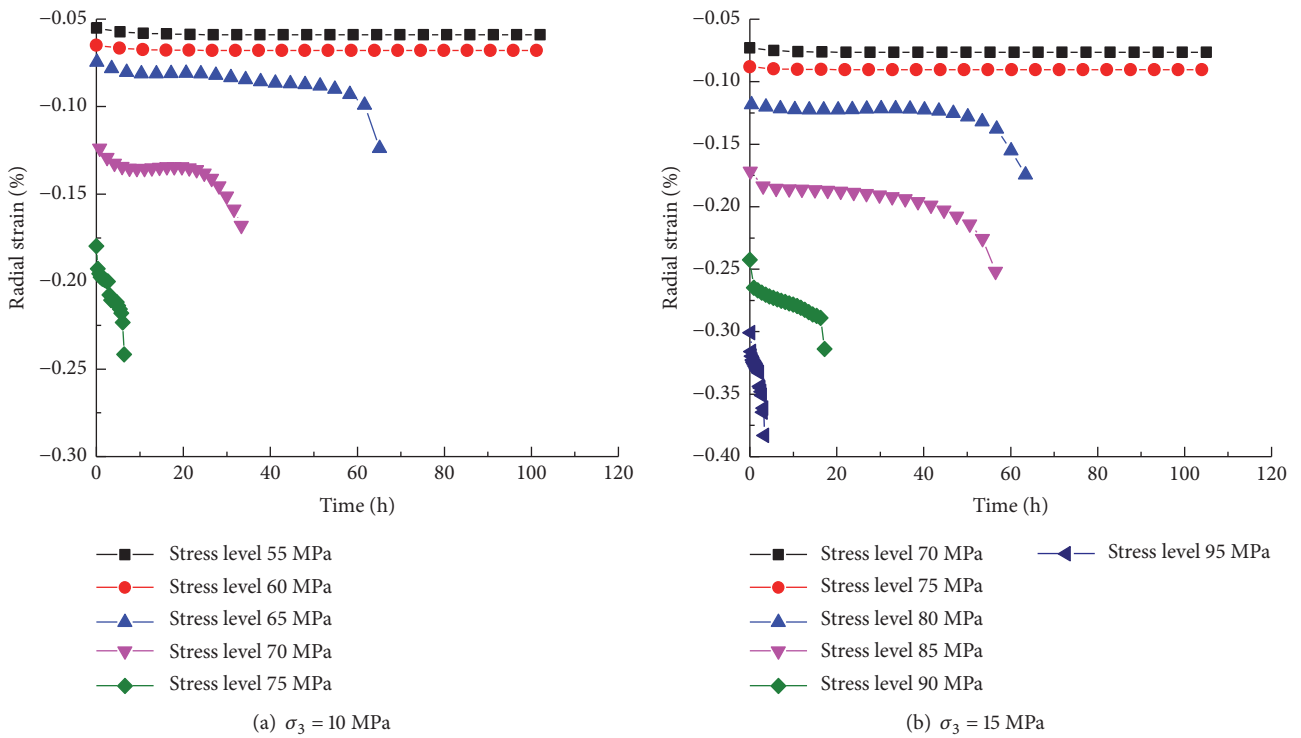 −0.05
−0.10
−0.15
−0.20
−0.25
−0.30
Radial strain (%)
0 20 40 60 80 100 120
Time (h)
Stress level 55 MPa
Stress level 60 MPa
Stress level 65 MPa
Stress level 70 MPa
Stress level 75 MPa
(a) σ3 = 10 MPa
−0.05
−0.10
−0.15
−0.20
−0.25
−0.30
−0.35
−0.40
Radial strain (%)
0 20 40 60 80 100 120
Time (h)
Stress level 70 MPa
Stress level 75 MPa
Stress level 80 MPa
Stress level 85 MPa
Stress level 90 MPa
Stress level 95 MPa
(b) σ3 = 15 MPa